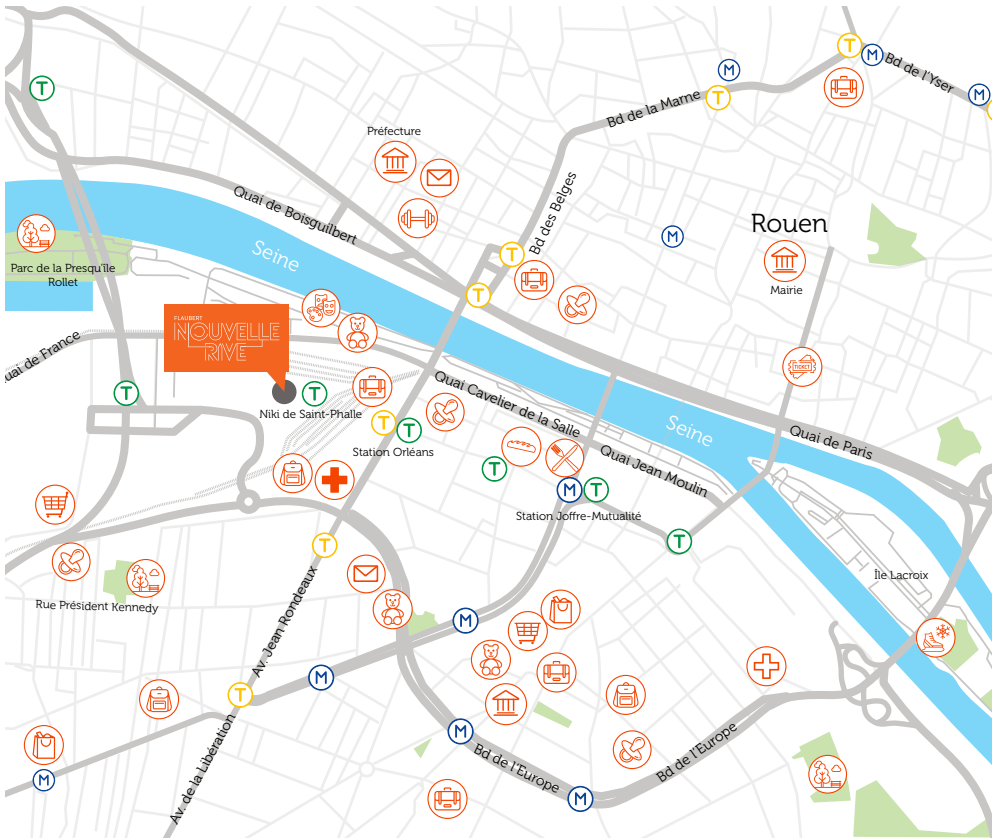 T
T
M
Bd de l'Yser
M
M
T
Bd de la Marne
T
Préfecture
Quai de Boisguilbert
Bd des Belges
Seine
T
M
Rouen
Mairie
Parc de la Presqu'île
Rollet
T
FLAUBERT
NOUVELLE
RIVE
uai de France
TICKET
T
T
Niki de Saint-Phalle
Quai Cavelier de la Salle
Seine
Quai de Paris
T
T
Station Orléans
Quai Jean Moulin
T
M
T
Station Joffre-Mutualité
T
T
Île Lacroix
Rue Président Kennedy
Av. Jean Rondeaux
M
M
T
Av. de la Libération
M
Bd de l'Europe
Bd de l'Europe
M
M